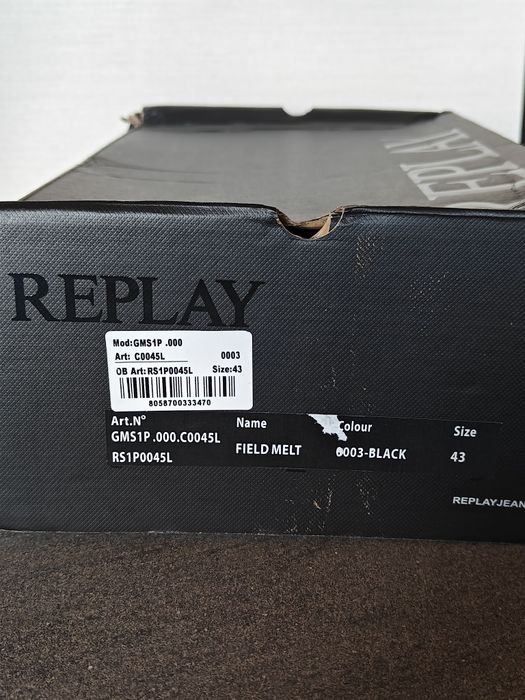 REPLAY
REPLAY
Mod:GMS1P .000
Art: C0045L 0003
OB Art:RS1P0045L Size:43
8058700333470
Art.N° Name Colour Size
GMS1P .000.C0045L FIELD MELT 0003-BLACK 43
RS1P0045L
REPLAYJEAN